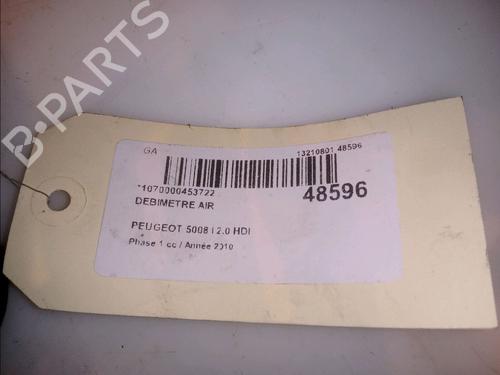 B-PARTS
GA
13210801 48596
*1070000453722
48596
DEBIMETRE AIR
PEUGEOT 5008 I 2.0 HDI
Phase 1 cc / Année 2010